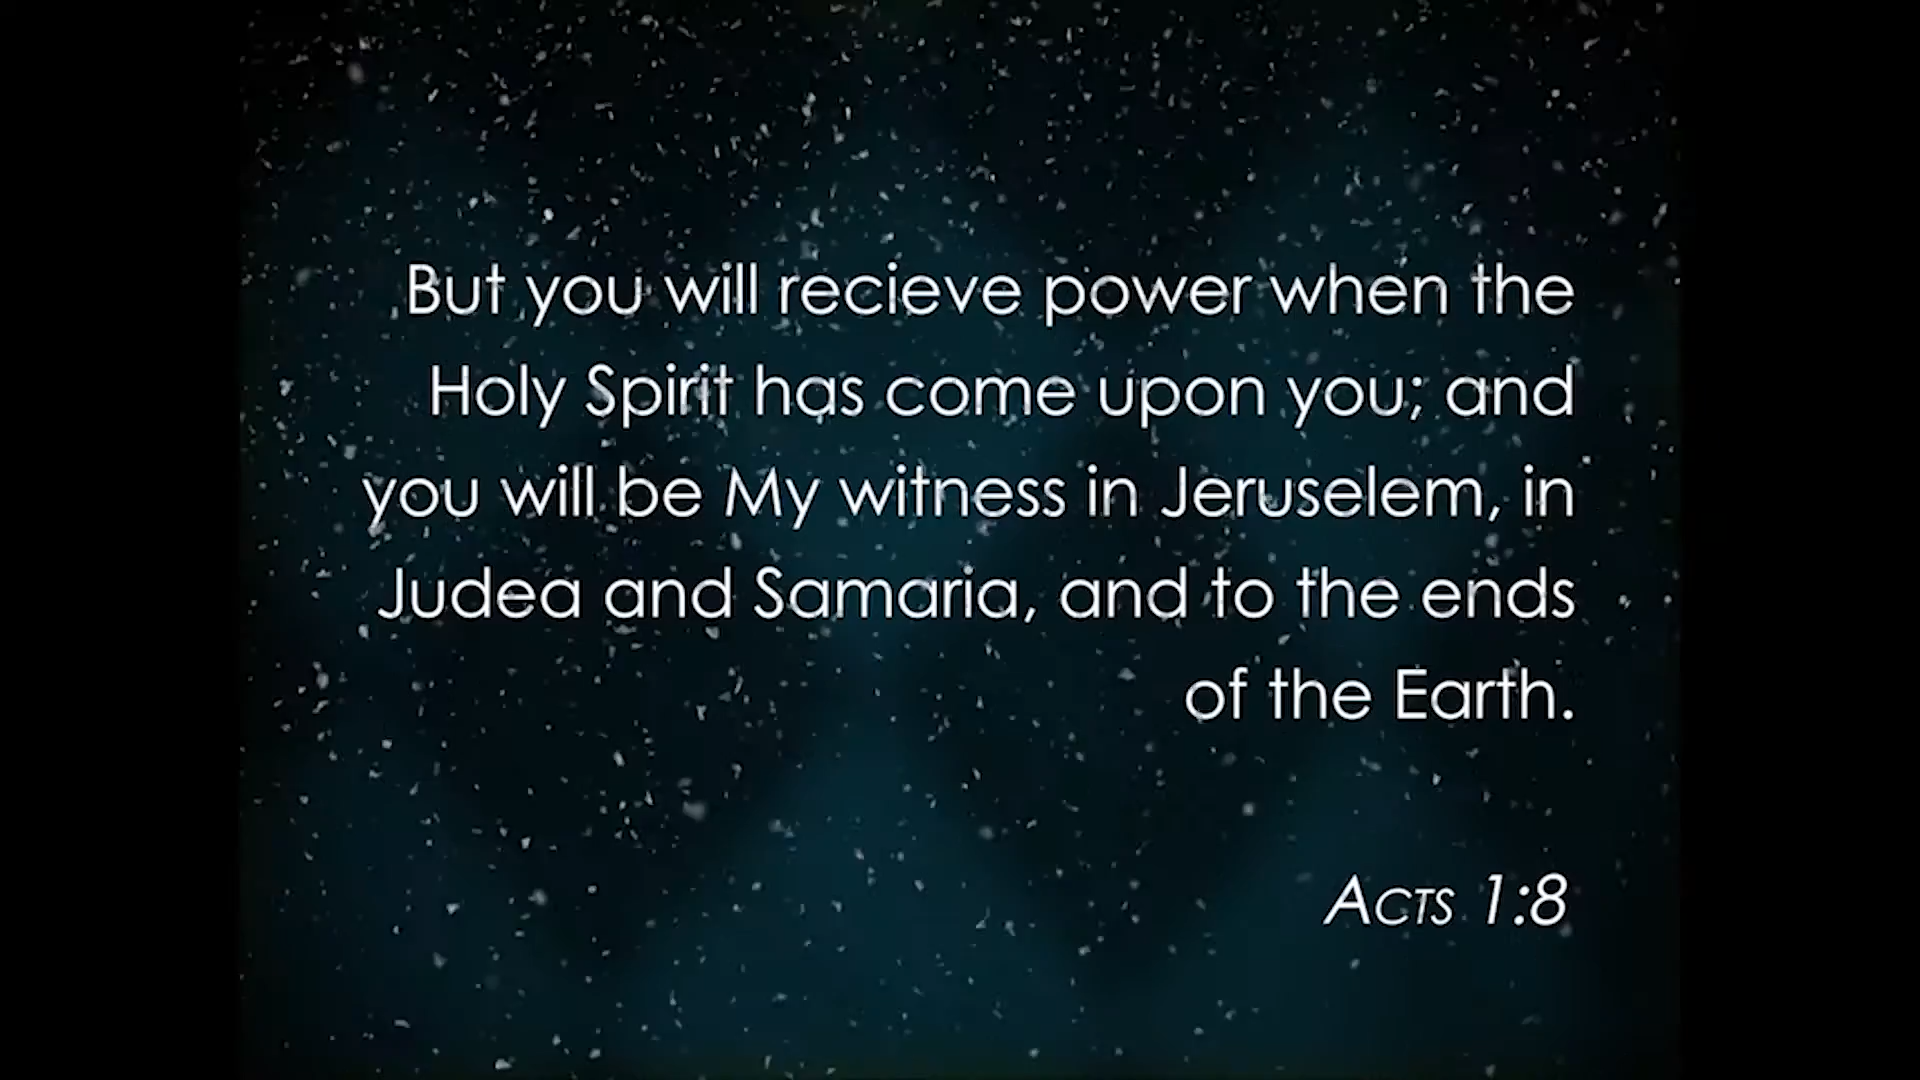 But you will recieve power when the
Holy Spirit has come upon you; and
you will be My witness in Jeruselem, in
Judea and Samaria, and to the ends
of the Earth.
Acts 1:8